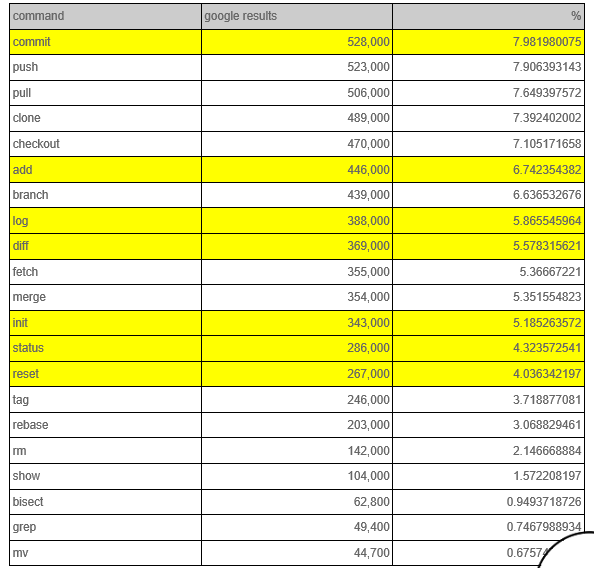 command google results %
commit 528,000 7.981980075
push 523,000 7.906393143
pull 506,000 7.649397572
clone 489,000 7.392402002
checkout 470,000 7.105171658
add 446,000 6.742354382
branch 439,000 6.636532676
log 388,000 5.865545964
diff 369,000 5.578315621
fetch 355,000 5.36667221
merge 354,000 5.351554823
init 343,000 5.185263572
status 286,000 4.323572541
reset 267,000 4.036342197
tag 246,000 3.718877081
rebase 203,000 3.068829461
rm 142,000 2.146668884
show 104,000 1.572208197
bisect 62,800 0.9493718726
grep 49,400 0.7467988934
mv 44,700